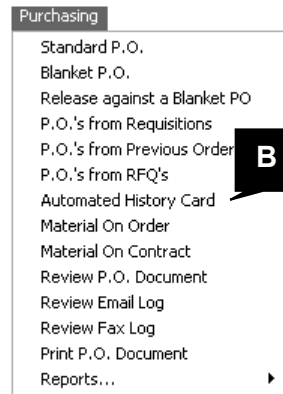 Purchasing
Standard P.O.
Blanket P.O.
Release against a Blanket PO
P.O.'s from Requisitions
P.O.'s from Previous Order
P.O.'s from RFQ's
B
Automated History Card
Material On Order
Material On Contract
Review P.O. Document
Review Email Log
Review Fax Log
Print P.O. Document
Reports...